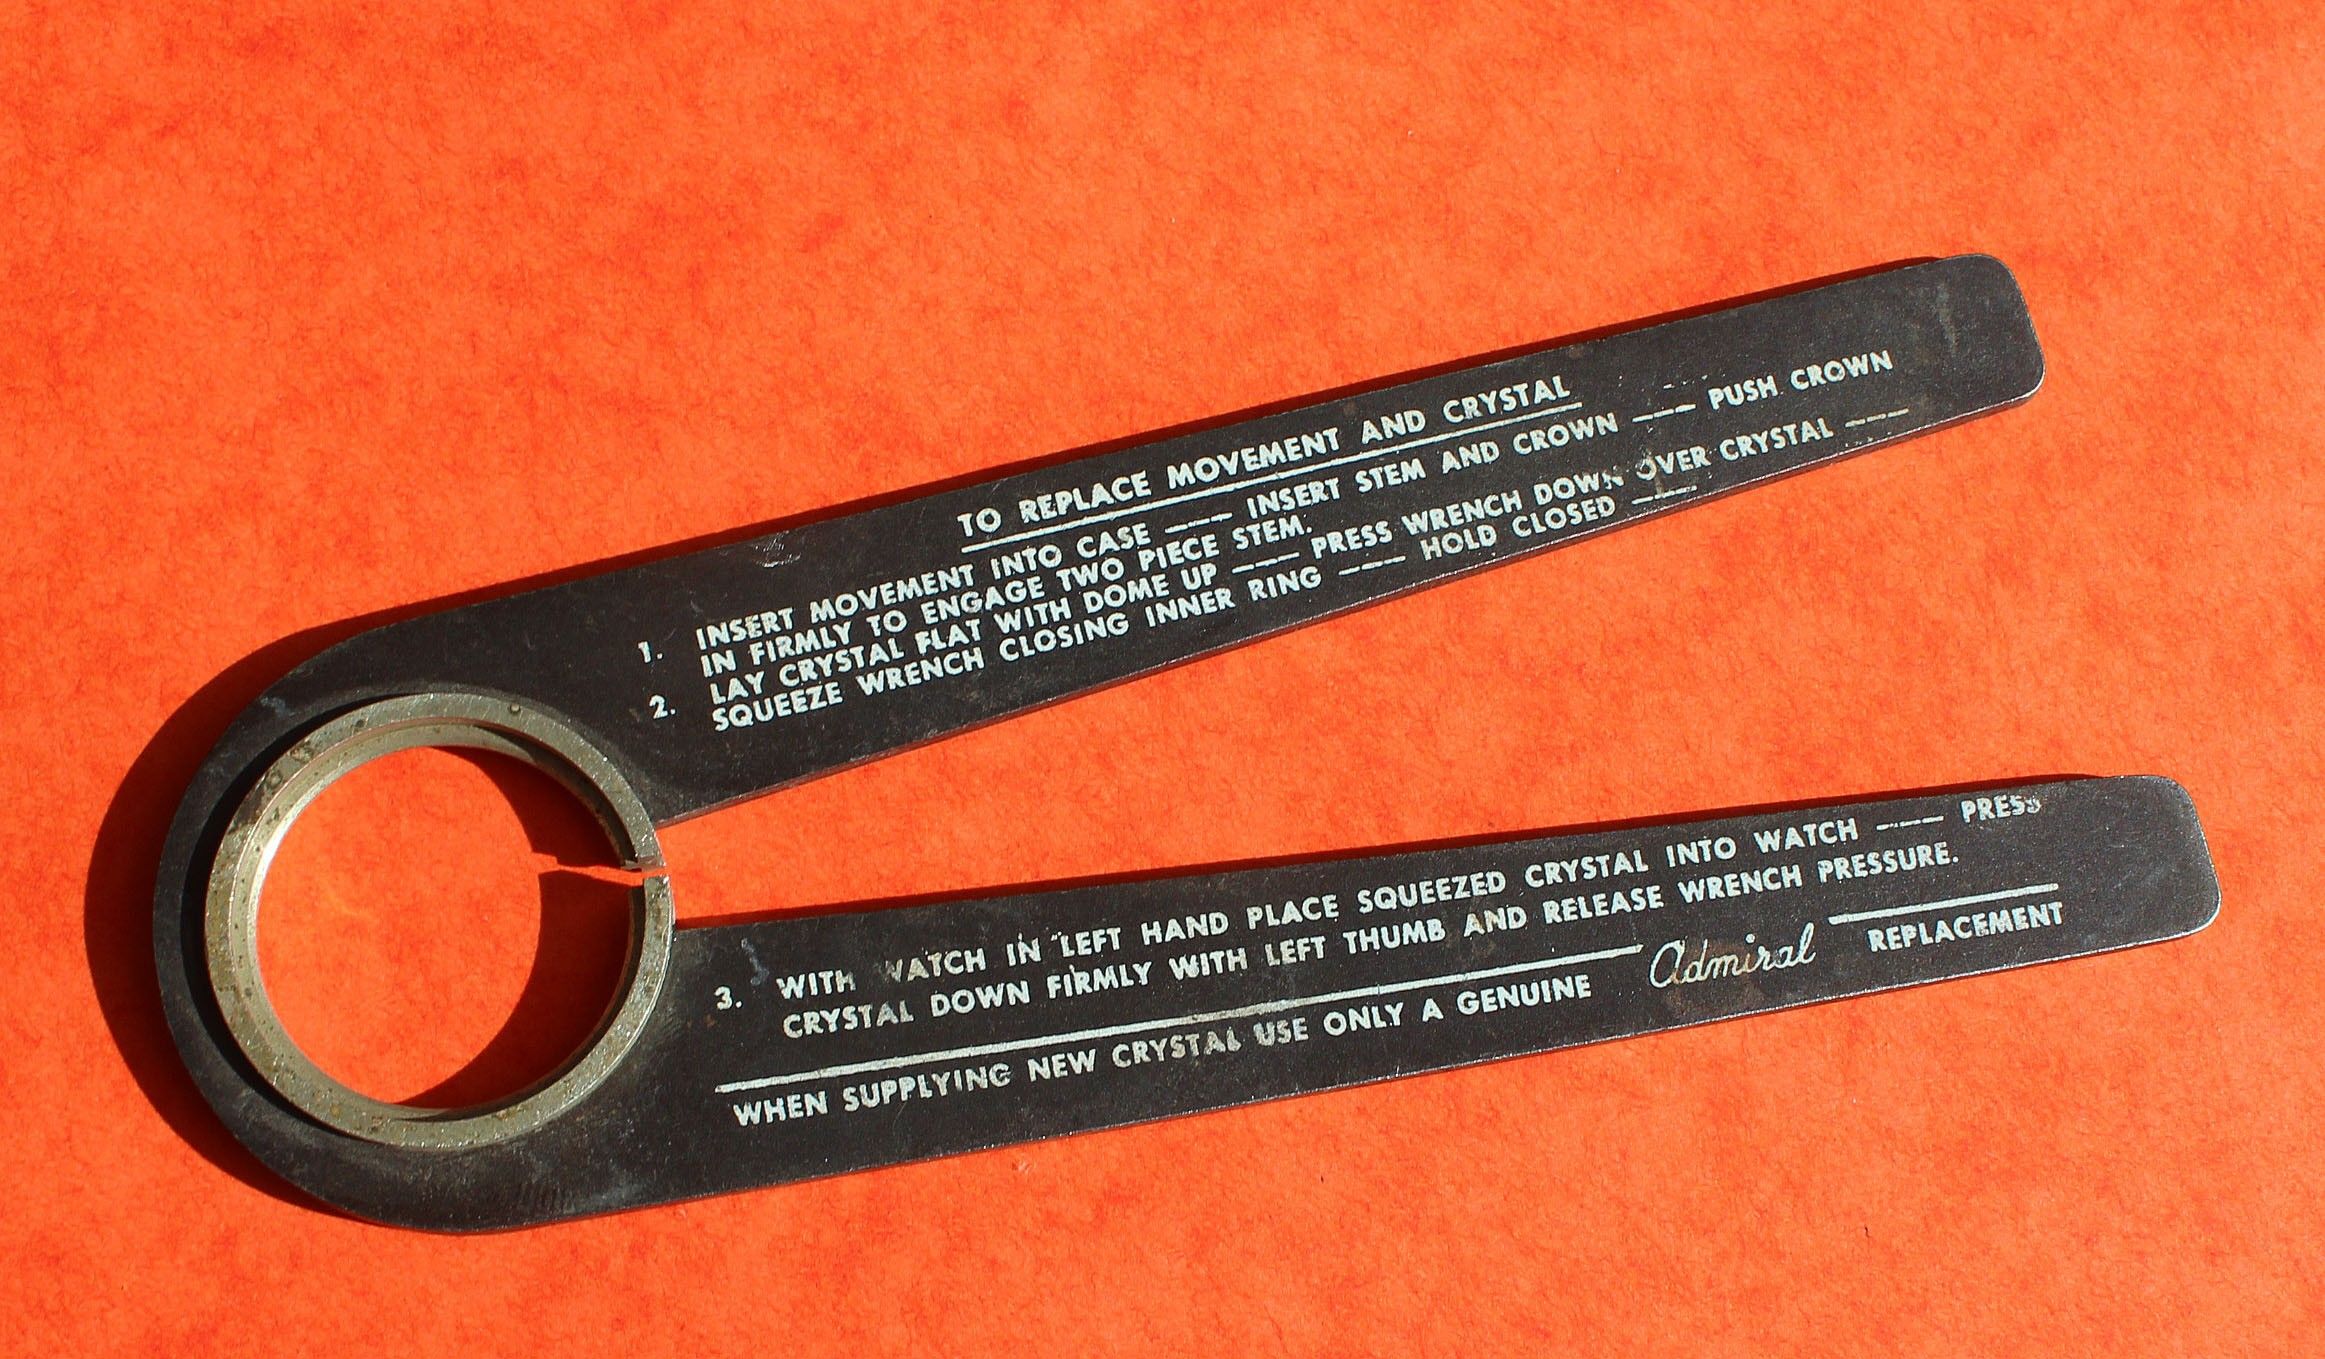 TO REPLACE MOVEMENT AND CRYSTAL
1. INSERT MOVEMENT INTO CASE --- INSERT STEM AND CROWN --- PUSH CROWN
IN FIRMLY TO ENGAGE TWO PIECE STEM.
2. LAY CRYSTAL FLAT WITH DOME UP --- PRESS WRENCH DOWN OVER CRYSTAL ---
SQUEEZE WRENCH CLOSING INNER RING --- HOLD CLOSED ---
3. WITH WATCH IN LEFT HAND PLACE SQUEEZED CRYSTAL INTO WATCH --- PRESS
CRYSTAL DOWN FIRMLY WITH LEFT THUMB AND RELEASE WRENCH PRESSURE.
WHEN SUPPLYING NEW CRYSTAL USE ONLY A GENUINE Admiral REPLACEMENT